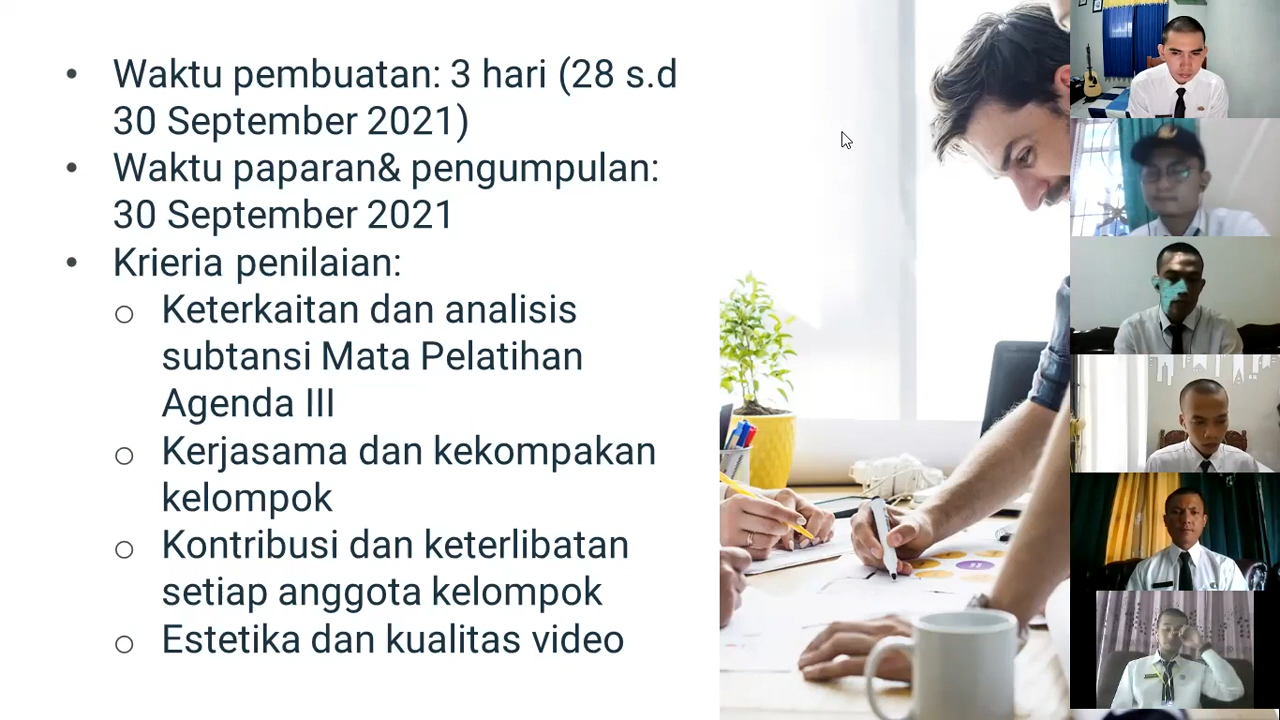 • Waktu pembuatan: 3 hari (28 s.d
30 September 2021)
• Waktu paparan& pengumpulan:
30 September 2021
• Krieria penilaian:
o Keterkaitan dan analisis
subtansi Mata Pelatihan
Agenda III
o Kerjasama dan kekompakan
kelompok
o Kontribusi dan keterlibatan
setiap anggota kelompok
o Estetika dan kualitas video